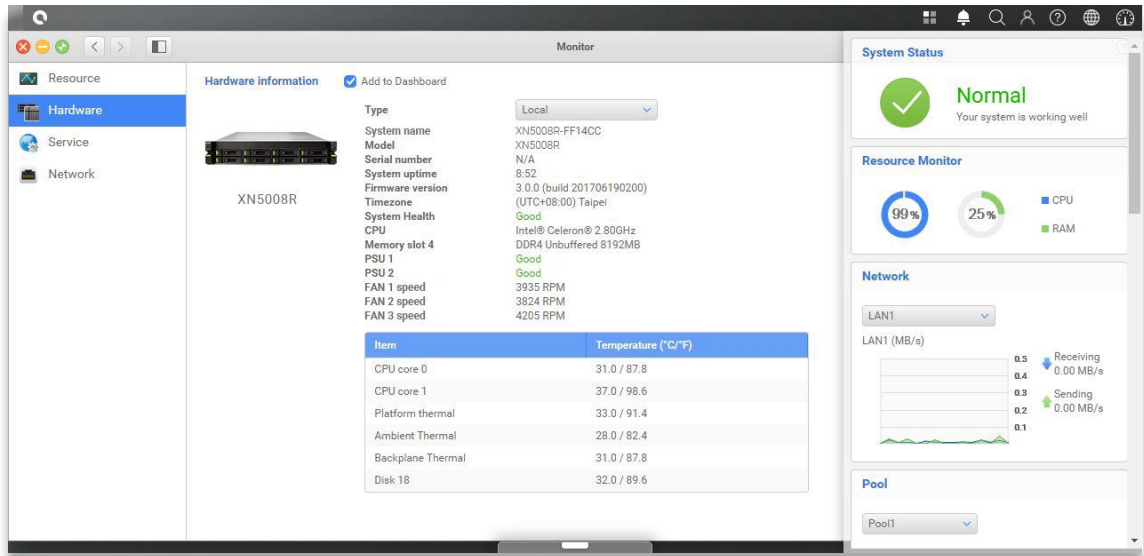 Monitor
Resource
Hardware
Service
Network
Hardware information
Add to Dashboard
XN5008R
Type Local
System name XN5008R-FF14CC
Model XN5008R
Serial number N/A
System uptime 8:52
Firmware version 3.0.0 (build 201706190200)
Timezone (UTC+08:00) Taipei
System Health Good
CPU Intel® Celeron® 2.80GHz
Memory slot 4 DDR4 Unbuffered 8192MB
PSU 1 Good
PSU 2 Good
FAN 1 speed 3935 RPM
FAN 2 speed 3824 RPM
FAN 3 speed 4205 RPM
Item Temperature (°C/°F)
CPU core 0 31.0 / 87.8
CPU core 1 37.0 / 98.6
Platform thermal 33.0 / 91.4
Ambient Thermal 28.0 / 82.4
Backplane Thermal 31.0 / 87.8
Disk 18 32.0 / 89.6
System Status
Normal
Your system is working well
Resource Monitor
99%
25%
CPU
RAM
Network
LAN1
LAN1 (MB/s)
0.5
0.4
0.3
0.2
0.1
Receiving
0.00 MB/s
Sending
0.00 MB/s
Pool
Pool1